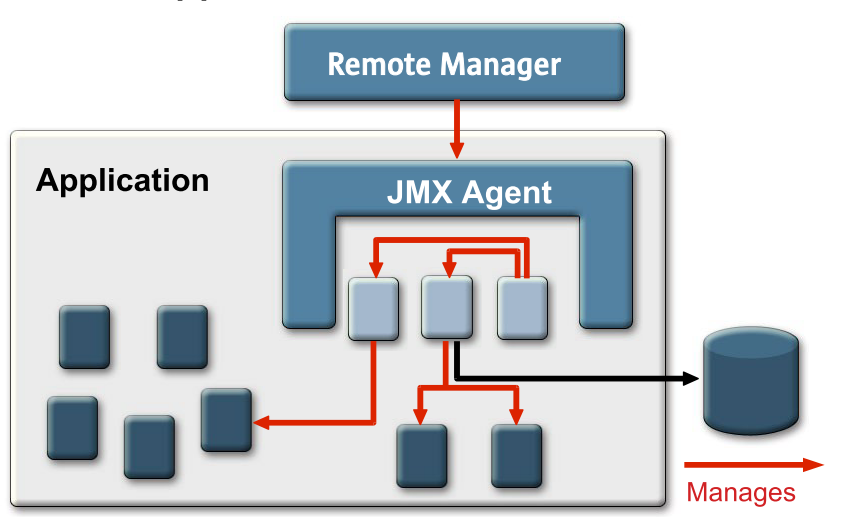 Remote Manager
Application
JMX Agent
Manages